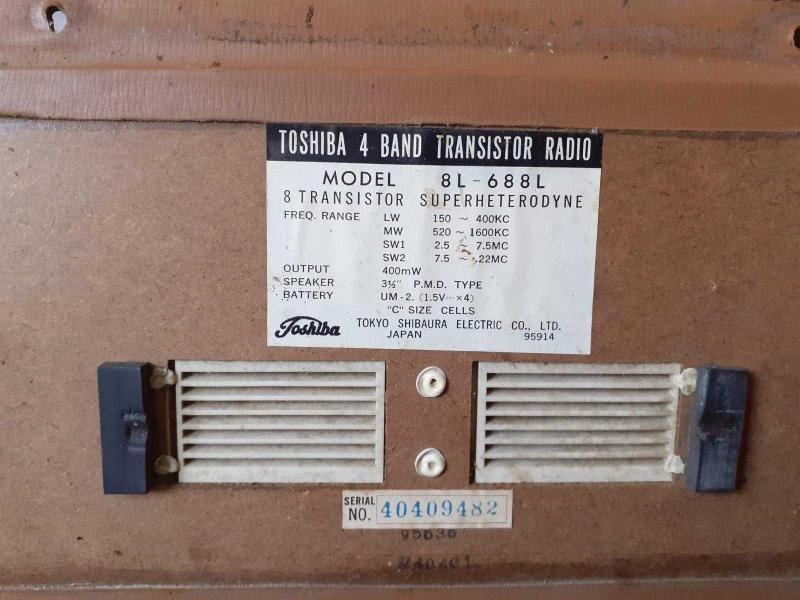 TOSHIBA 4 BAND TRANSISTOR RADIO
MODEL 8L-688L
8 TRANSISTOR SUPERHETERODYNE
FREQ. RANGE LW 150 ~ 400KC
MW 520 ~ 1600KC
SW1 2.5 ~ 7.5MC
SW2 7.5 ~ 22MC
OUTPUT 400mW
SPEAKER 3½" P.M.D. TYPE
BATTERY UM-2. (1.5V⋯×4)
"C" SIZE CELLS
Toshiba TOKYO SHIBAURA ELECTRIC CO., LTD.
JAPAN 95914
SERIAL NO. 40409482